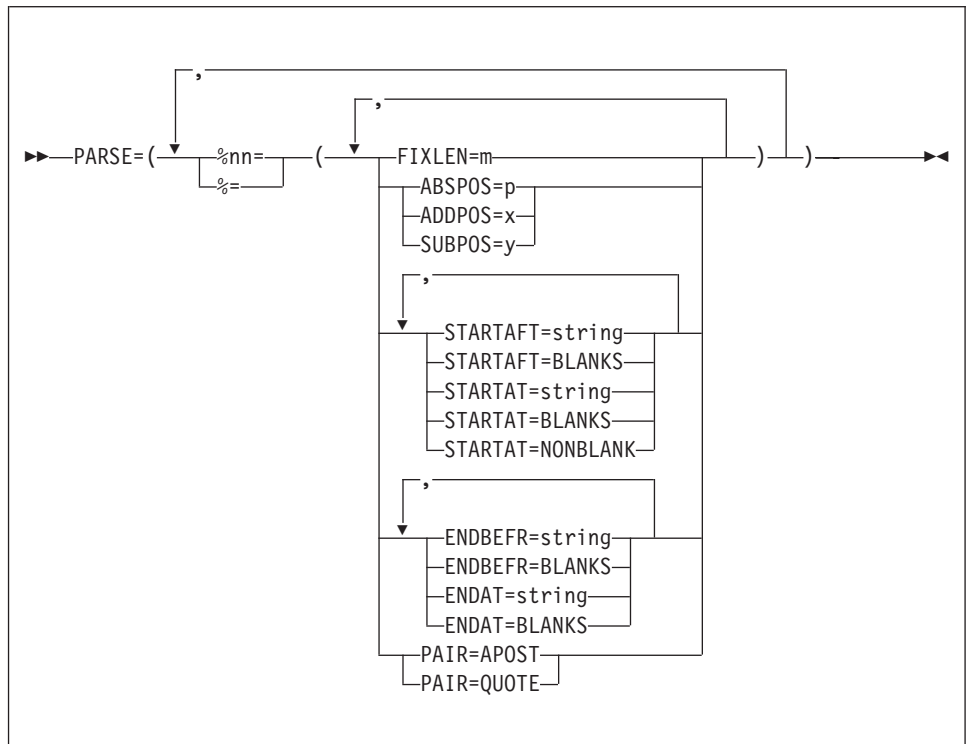 ,
,
PARSE=( %nn= ( FIXLEN=m ) )
%= ABSPOS=p
ADDPOS=x
SUBPOS=y
,
STARTAFT=string
STARTAFT=BLANKS
STARTAT=string
STARTAT=BLANKS
STARTAT=NONBLANK
,
ENDBEFR=string
ENDBEFR=BLANKS
ENDAT=string
ENDAT=BLANKS
PAIR=APOST
PAIR=QUOTE